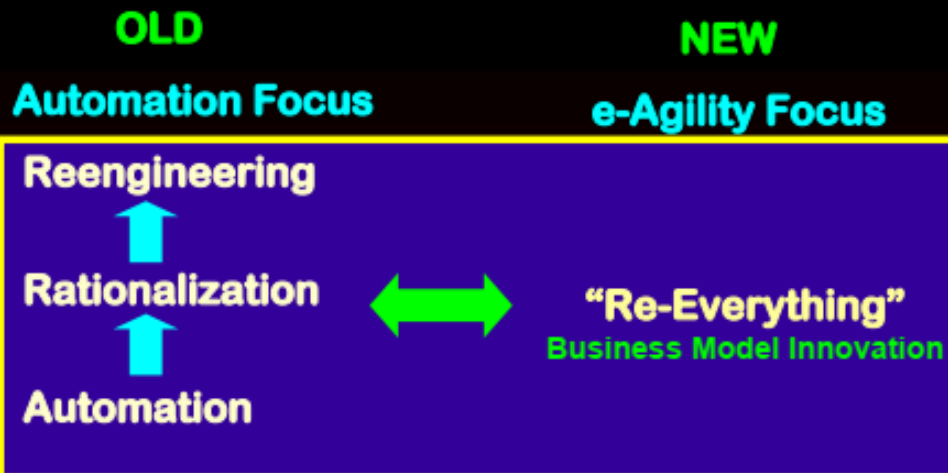 OLD
NEW
Automation Focus
e-Agility Focus
Reengineering
Rationalization
Automation
“Re-Everything”
Business Model Innovation